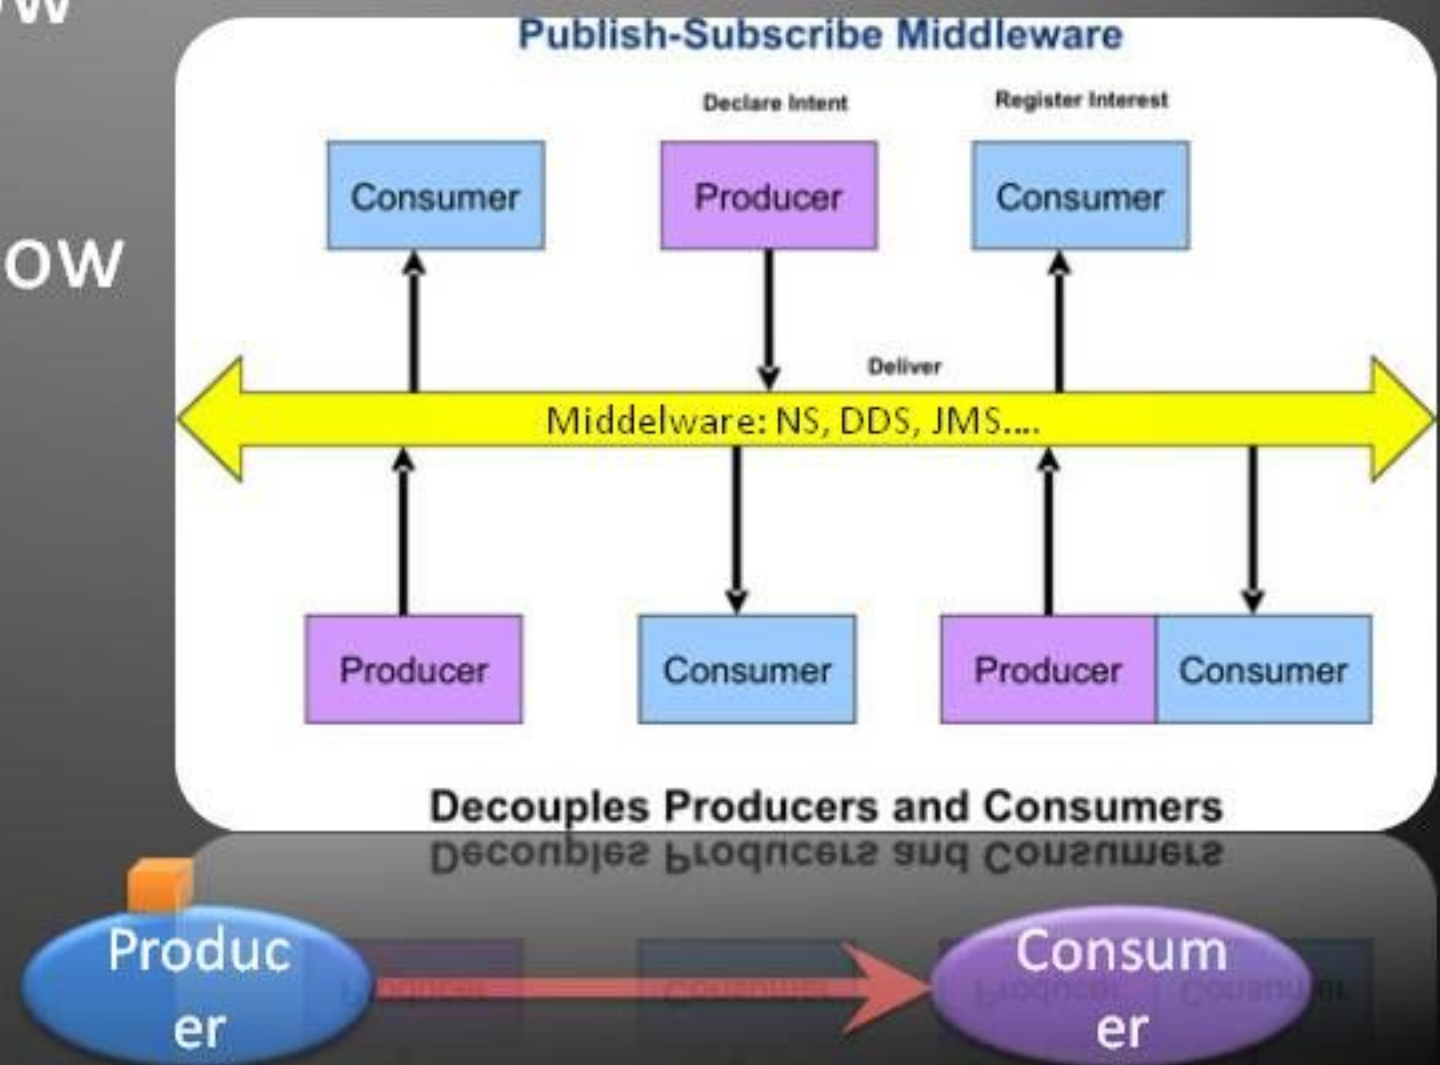 ow
ow
Publish-Subscribe Middleware
Declare Intent
Register Interest
Consumer
Producer
Consumer
Deliver
Middelware: NS, DDS, JMS....
Producer
Consumer
Producer
Consumer
Decouples Producers and Consumers
Produc
er
Consum
er